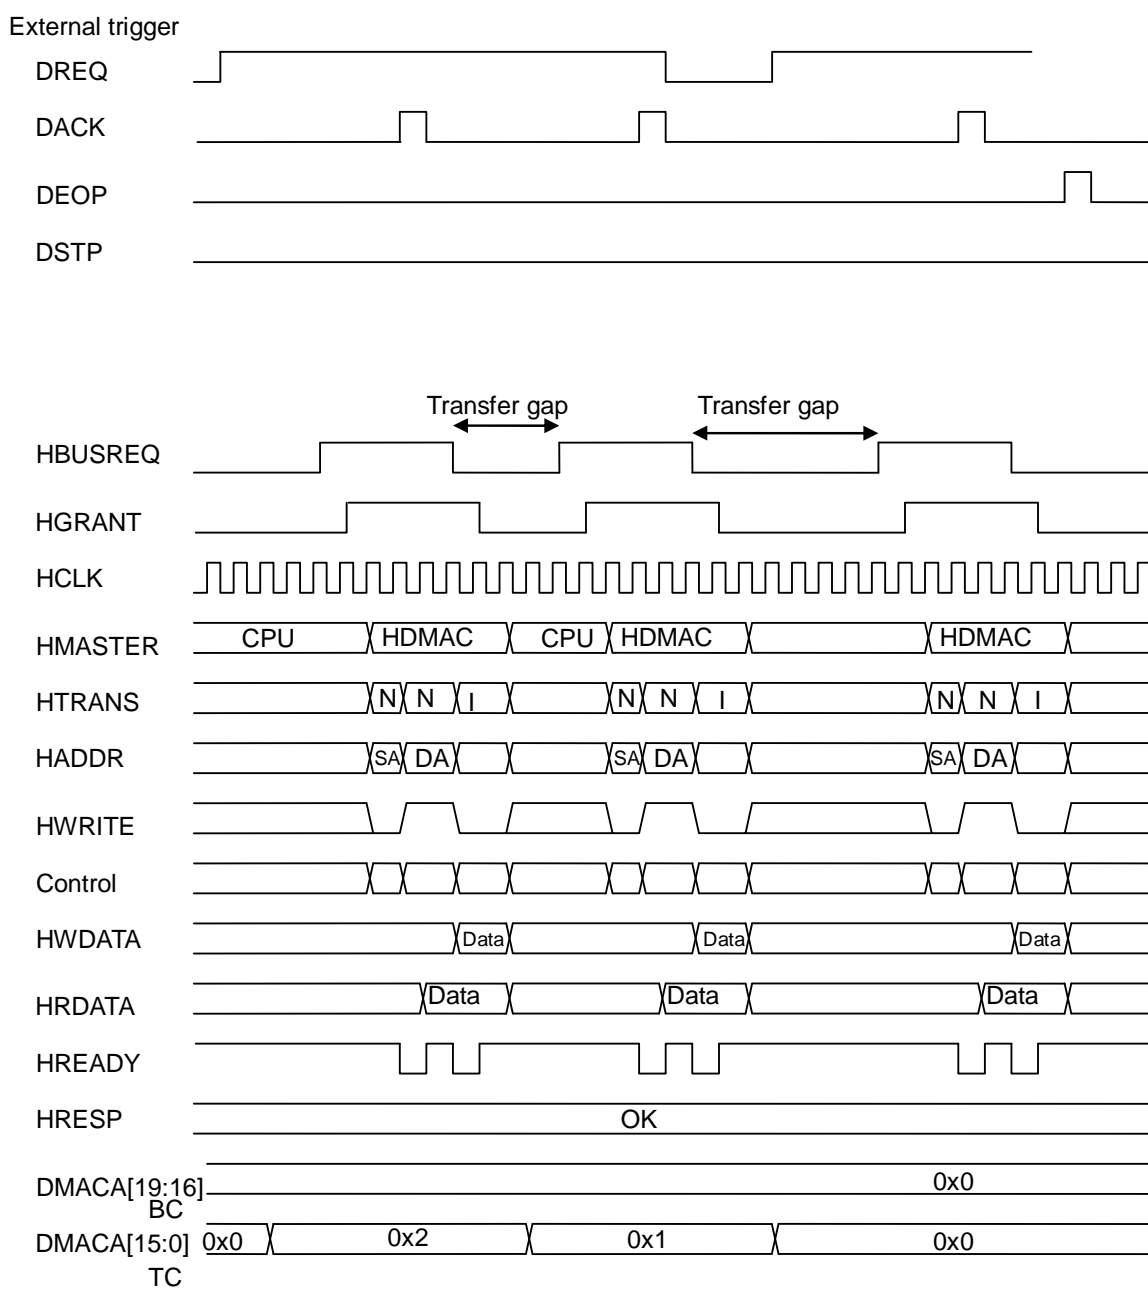 External trigger
DREQ
DACK
DEOP
DSTP
Transfer gap Transfer gap
HBUSREQ
HGRANT
HCLK
HMASTER CPU HDMAC CPU HDMAC HDMAC
HTRANS N N I N N I N N I
HADDR SA DA SA DA SA DA
HWRITE
Control
HWDATA Data Data Data
HRDATA Data Data Data
HREADY
HRESP OK
DMACA[19:16] 0x0
BC
DMACA[15:0] 0x0 0x2 0x1 0x0
TC